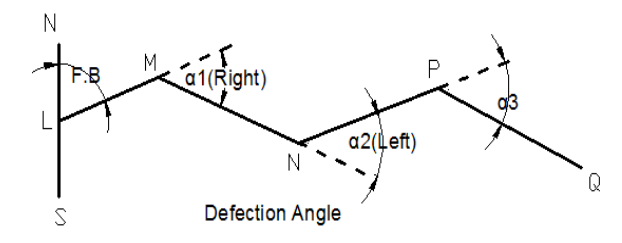 N
F.B
M
α1(Right)
P
L
α3
α2(Left)
N
Q
S
Defection Angle